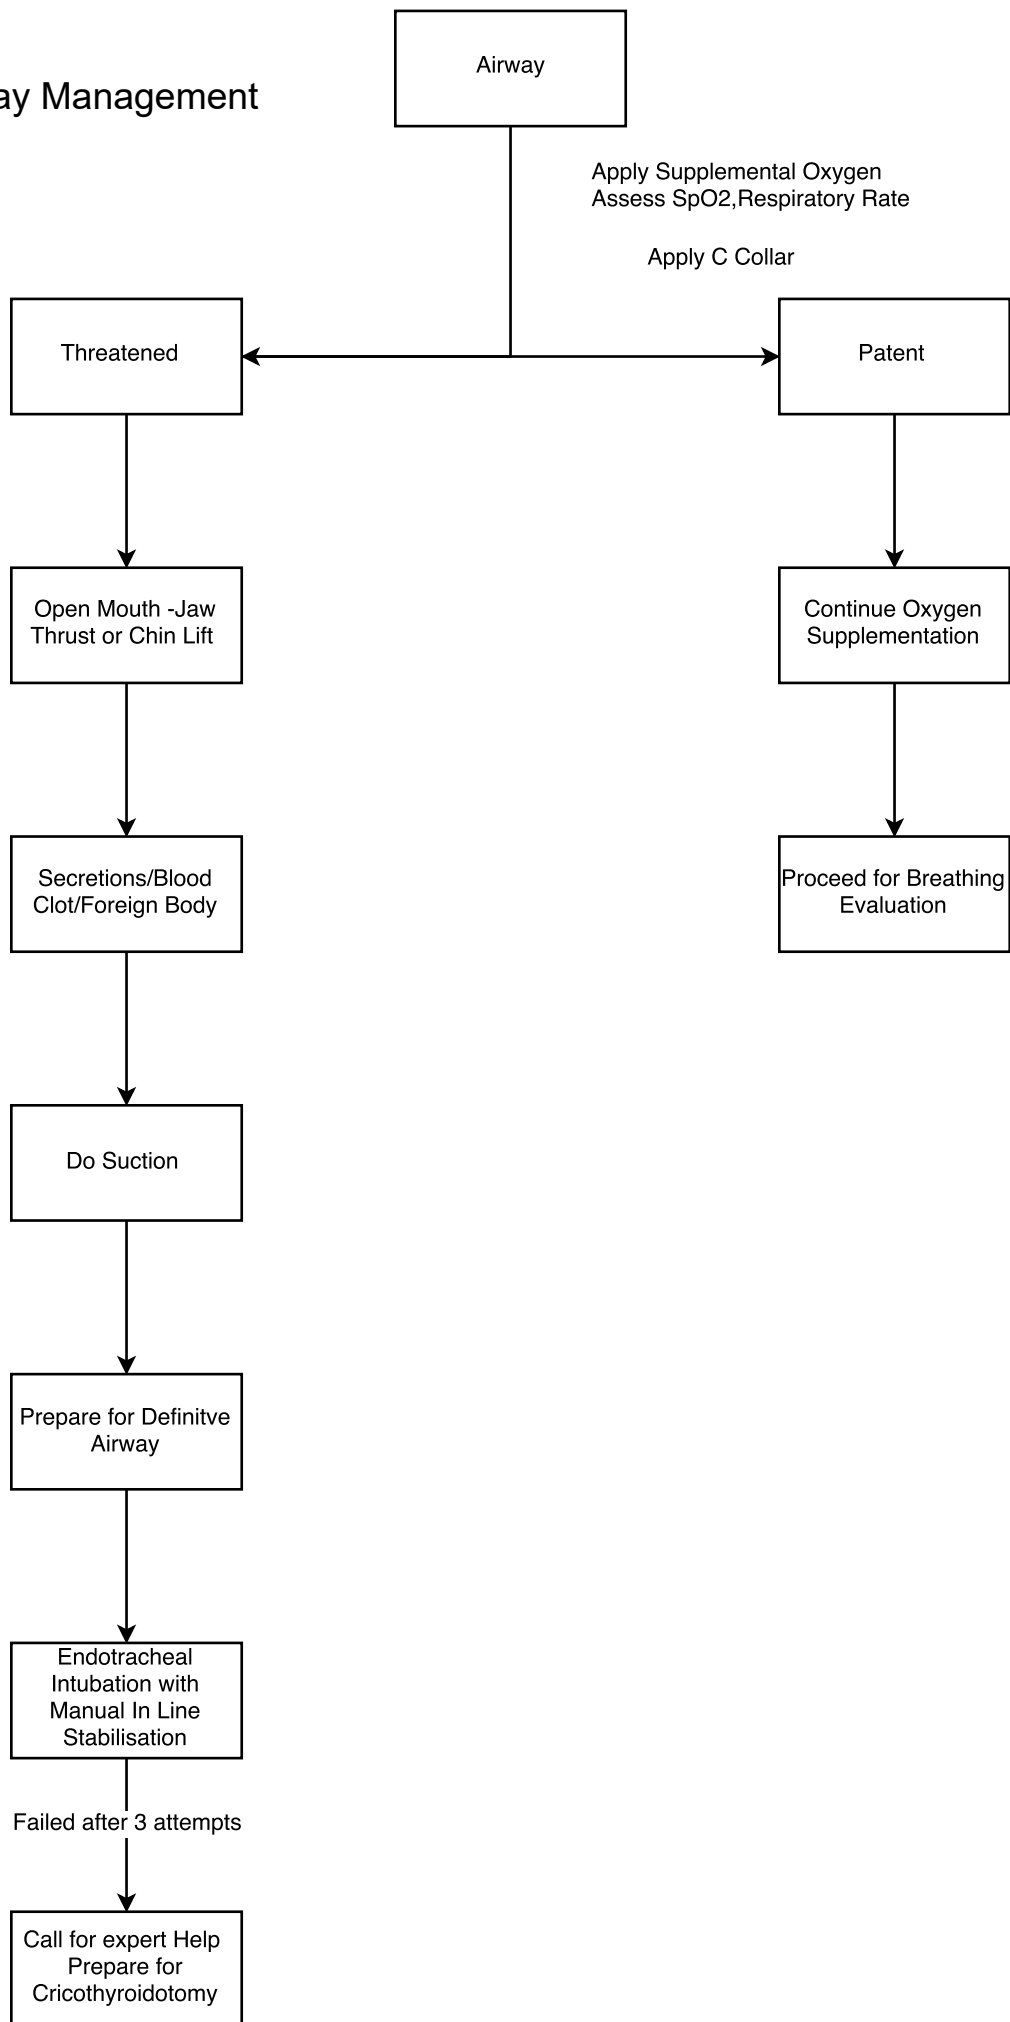 Airway
ay Management
Apply Supplemental Oxygen
Assess SpO2,Respiratory Rate
Apply C Collar
Threatened
Patent
Open Mouth -Jaw
Thrust or Chin Lift
Continue Oxygen
Supplementation
Secretions/Blood
Clot/Foreign Body
Proceed for Breathing
Evaluation
Do Suction
Prepare for Definitve
Airway
Endotracheal
Intubation with
Manual In Line
Stabilisation
Failed after 3 attempts
Call for expert Help
Prepare for
Cricothyroidotomy